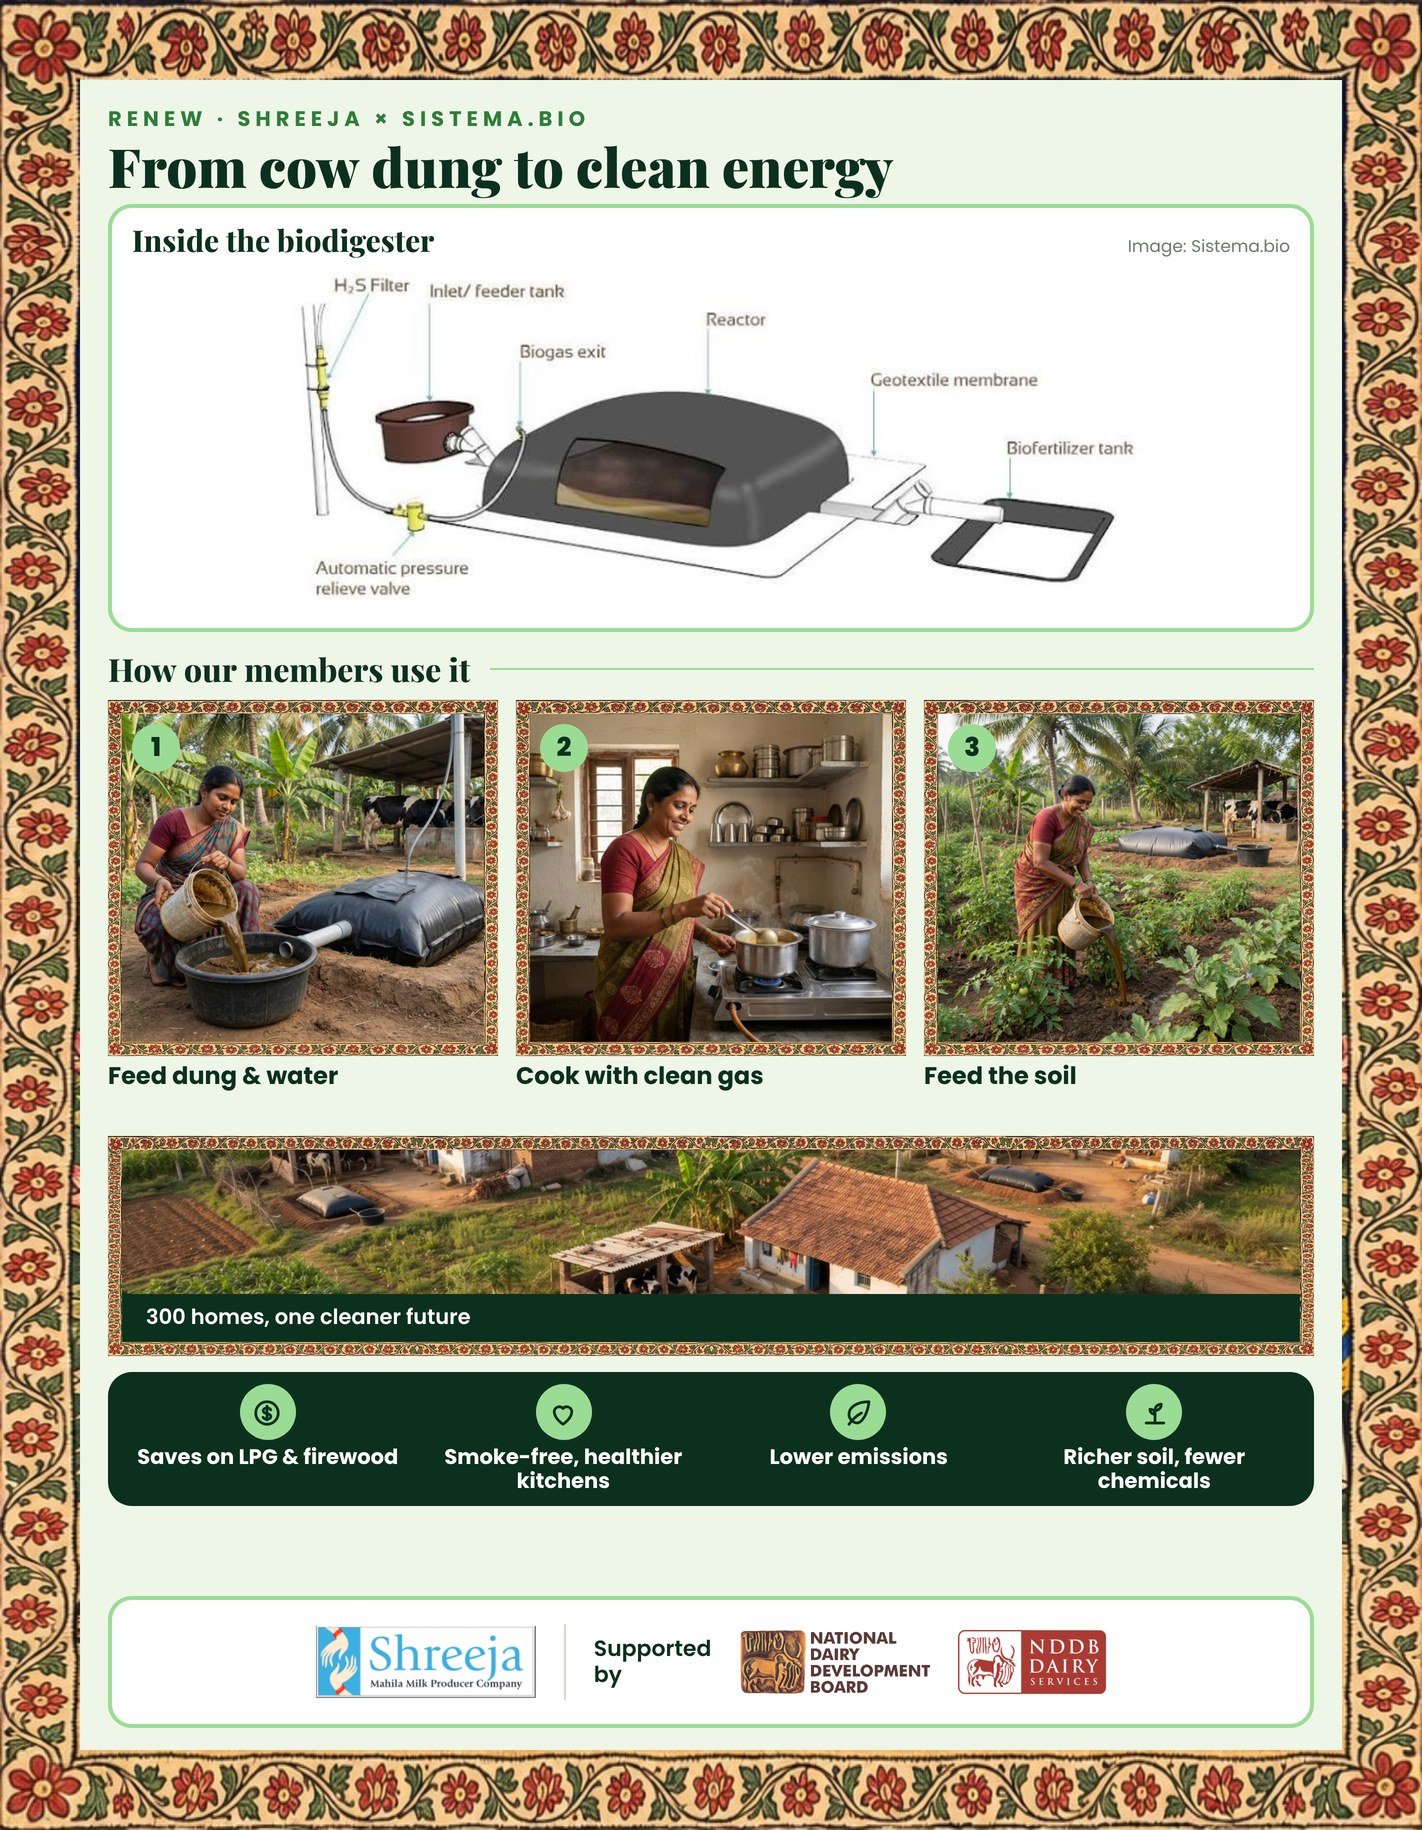 RENEW · SHREEJA × SISTEMA.BIO
From cow dung to clean energy
Inside the biodigester
Image: Sistema.bio
H₂S Filter
Inlet/ feeder tank
Reactor
Biogas exit
Geotextile membrane
Biofertilizer tank
Automatic pressure
relieve valve
How our members use it
1
2
3
Feed dung & water
Cook with clean gas
Feed the soil
300 homes, one cleaner future
Saves on LPG & firewood
Smoke-free, healthier
kitchens
Lower emissions
Richer soil, fewer
chemicals
Shreeja
Mahila Milk Producer Company
Supported
by
NATIONAL
DAIRY
DEVELOPMENT
BOARD
NDDB
DAIRY
SERVICES